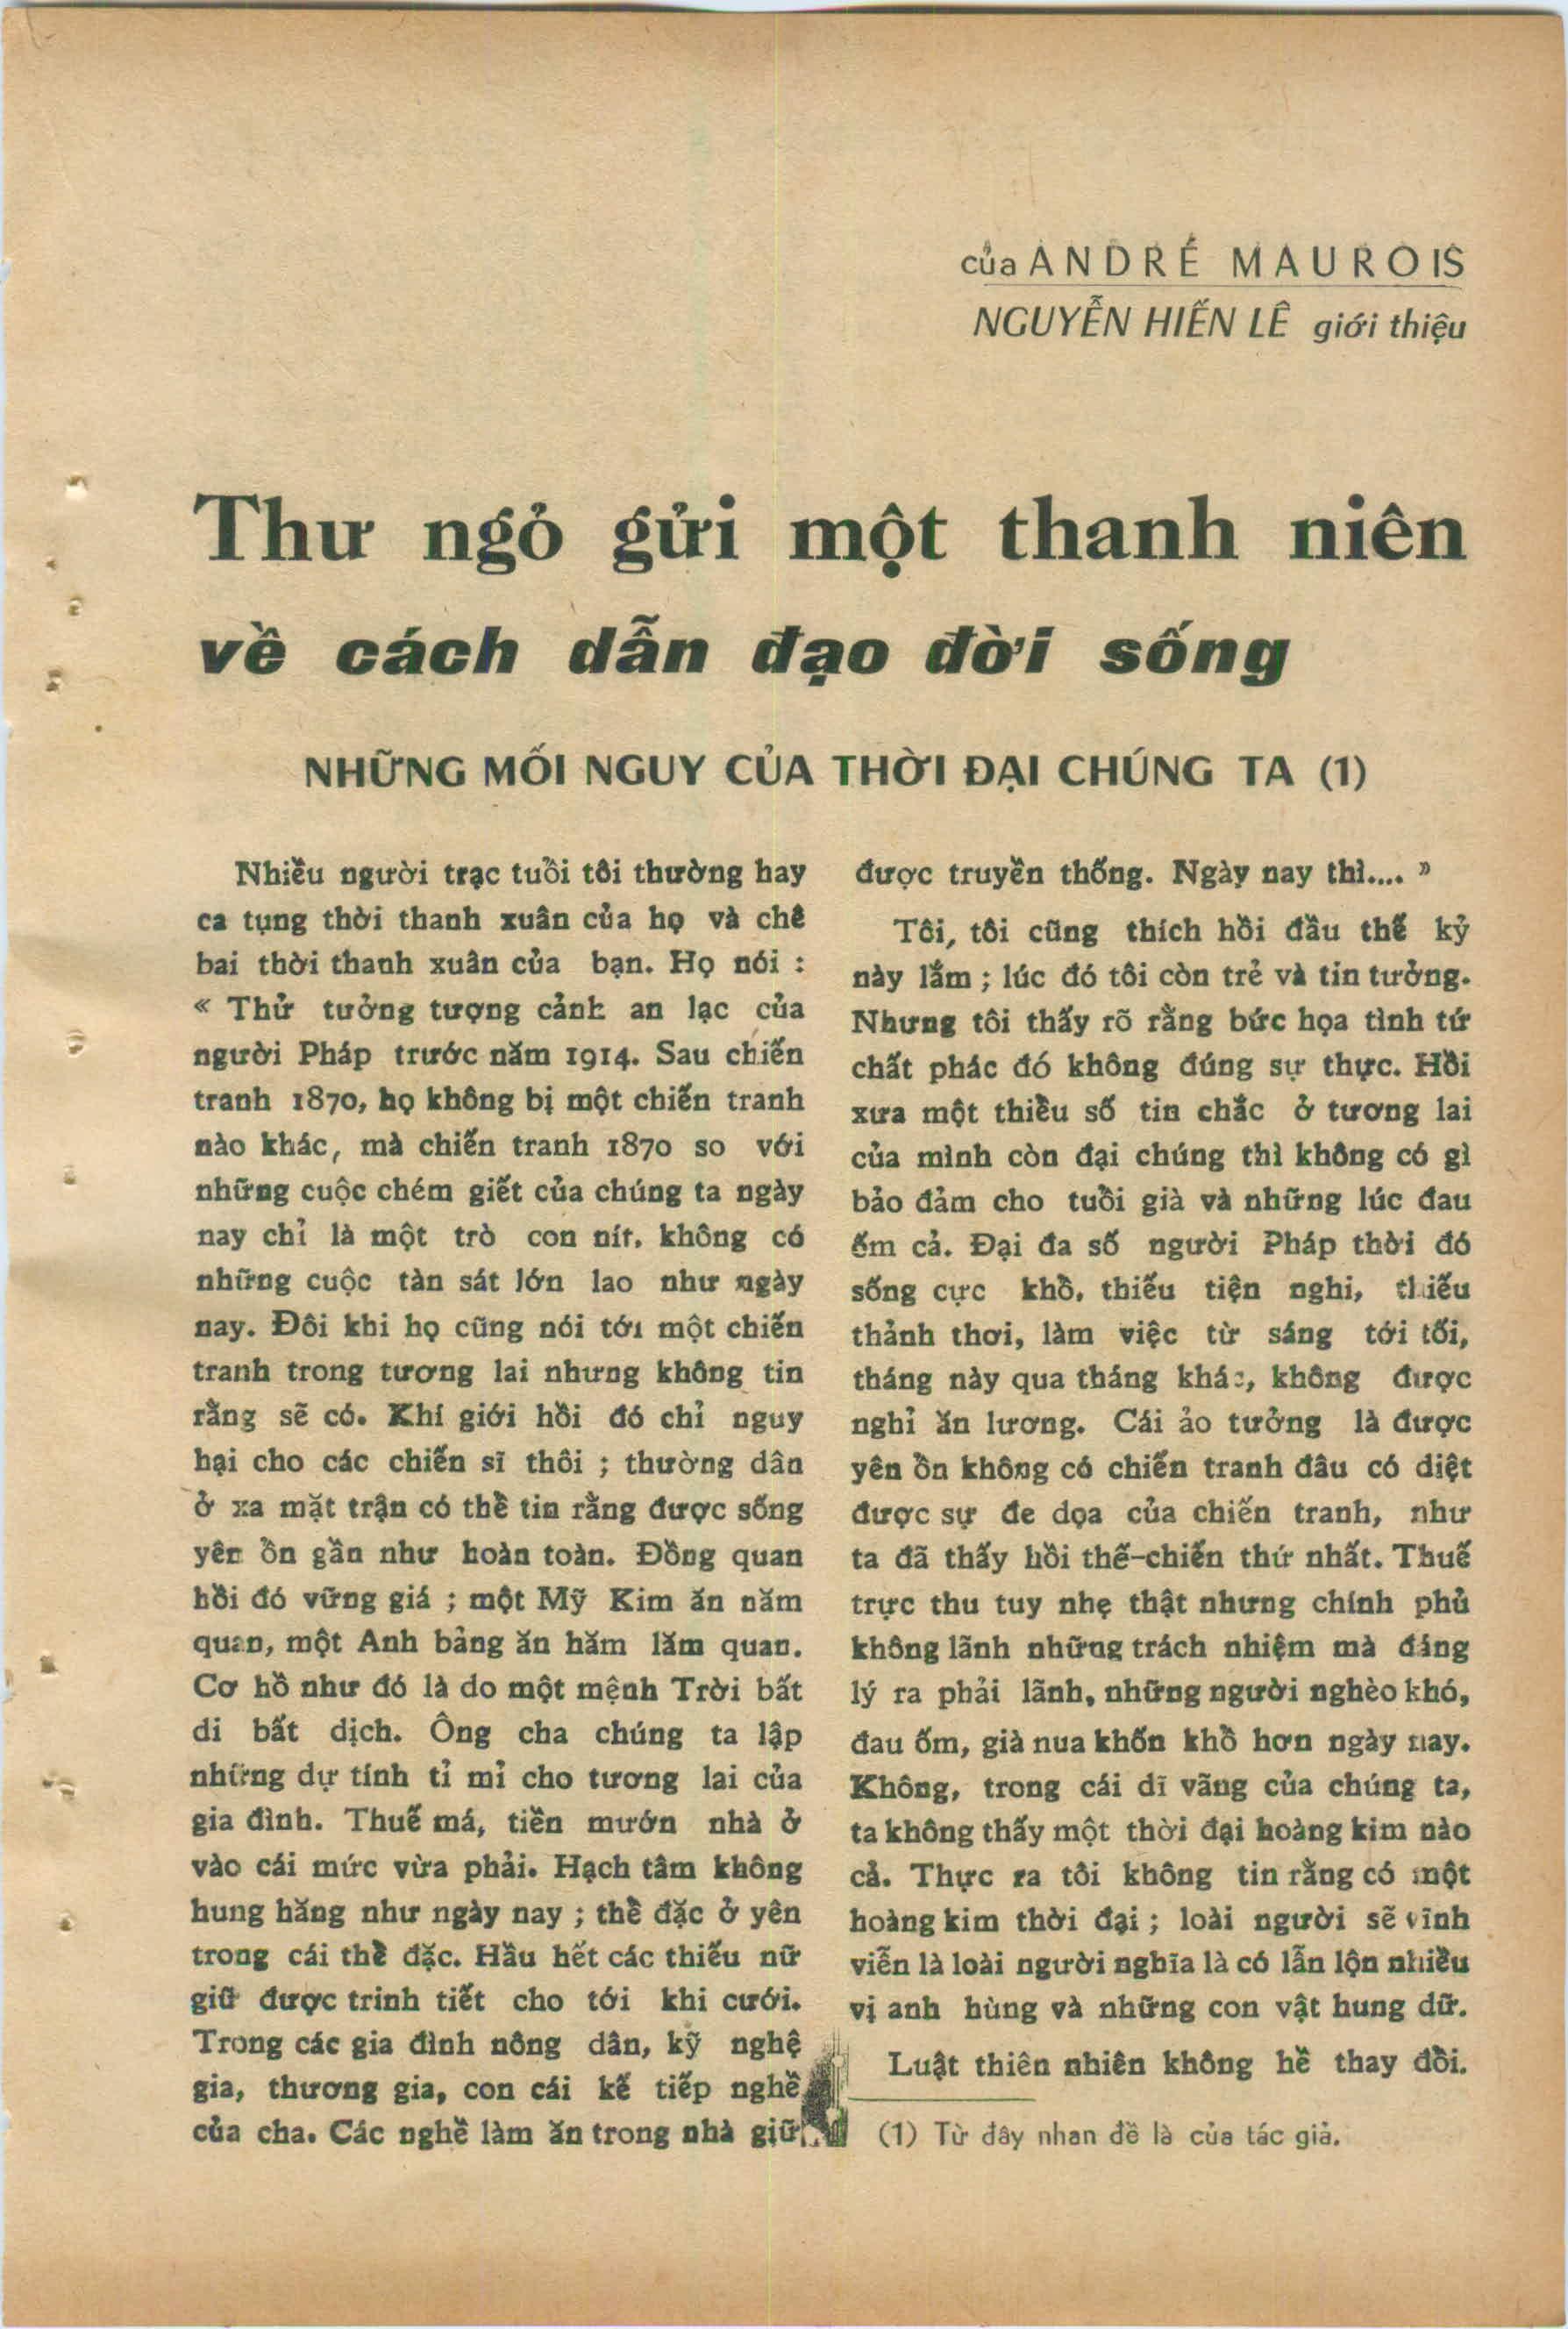 của ANDRÉ MAUROIS
NGUYỄN HIẾN LÊ giới thiệu
Thư ngỏ gửi một thanh niên
về cách dẫn đạo đời sống
NHỮNG MỐI NGUY CỦA THỜI ĐẠI CHÚNG TA (1)
Nhiều người trạc tuổi tôi thường hay
ca tụng thời thanh xuân của họ và chê
bai thời thanh xuân của bạn. Họ nói :
« Thử tưởng tượng cảnh an lạc của
người Pháp trước năm 1914. Sau chiến
tranh 1870, họ không bị một chiến tranh
nào khác, mà chiến tranh 1870 so với
những cuộc chém giết của chúng ta ngày
nay chỉ là một trò con nít, không có
những cuộc tàn sát lớn lao như ngày
nay. Đôi khi họ cũng nói tới một chiến
tranh trong tương lai nhưng không tin
rằng sẽ có. Khí giới hồi đó chỉ nguy
hại cho các chiến sĩ thôi ; thường dân
ở xa mặt trận có thể tin rằng được sống
yên ổn gần như hoàn toàn. Đồng quan
hồi đó vững giá ; một Mỹ Kim ăn năm
quan, một Anh bảng ăn hăm lăm quan.
Cơ hồ như đó là do một mệnh Trời bất
di bất dịch. Ông cha chúng ta lập
những dự tính tỉ mỉ cho tương lai của
gia đình. Thuế má, tiền mướn nhà ở
vào cái mức vừa phải. Hạch tâm không
hung hăng như ngày nay ; thể đặc ở yên
trong cái thể đặc. Hầu hết các thiếu nữ
giữ được trinh tiết cho tới khi cưới.
Trong các gia đình nông dân, kỹ nghệ
gia, thương gia, con cái kế tiếp nghề
của cha. Các nghề làm ăn trong nhà giữ
được truyền thống. Ngày nay thì.... »
Tôi, tôi cũng thích hồi đầu thế kỷ
này lắm ; lúc đó tôi còn trẻ và tin tưởng.
Nhưng tôi thấy rõ rằng bức họa tình tứ
chất phác đó không đúng sự thực. Hồi
xưa một thiểu số tin chắc ở tương lai
của mình còn đại chúng thì không có gì
bảo đảm cho tuổi già và những lúc đau
ốm cả. Đại đa số người Pháp thời đó
sống cực khổ, thiếu tiện nghi, thiếu
thảnh thơi, làm việc từ sáng tới tối,
tháng này qua tháng khác, không được
nghỉ ăn lương. Cái ảo tưởng là được
yên ổn không có chiến tranh đâu có diệt
được sự đe dọa của chiến tranh, như
ta đã thấy hồi thế-chiến thứ nhất. Thuế
trực thu tuy nhẹ thật nhưng chính phủ
không lãnh những trách nhiệm mà đáng
lý ra phải lãnh, những người nghèo khó,
đau ốm, già nua khốn khổ hơn ngày nay.
Không, trong cái dĩ vãng của chúng ta,
ta không thấy một thời đại hoàng kim nào
cả. Thực ra tôi không tin rằng có một
hoàng kim thời đại ; loài người sẽ vĩnh
viễn là loài người nghĩa là có lẫn lộn nhiều
vị anh hùng và những con vật hung dữ.
Luật thiên nhiên không hề thay đổi.
(1) Từ đây nhan đề là của tác giả.